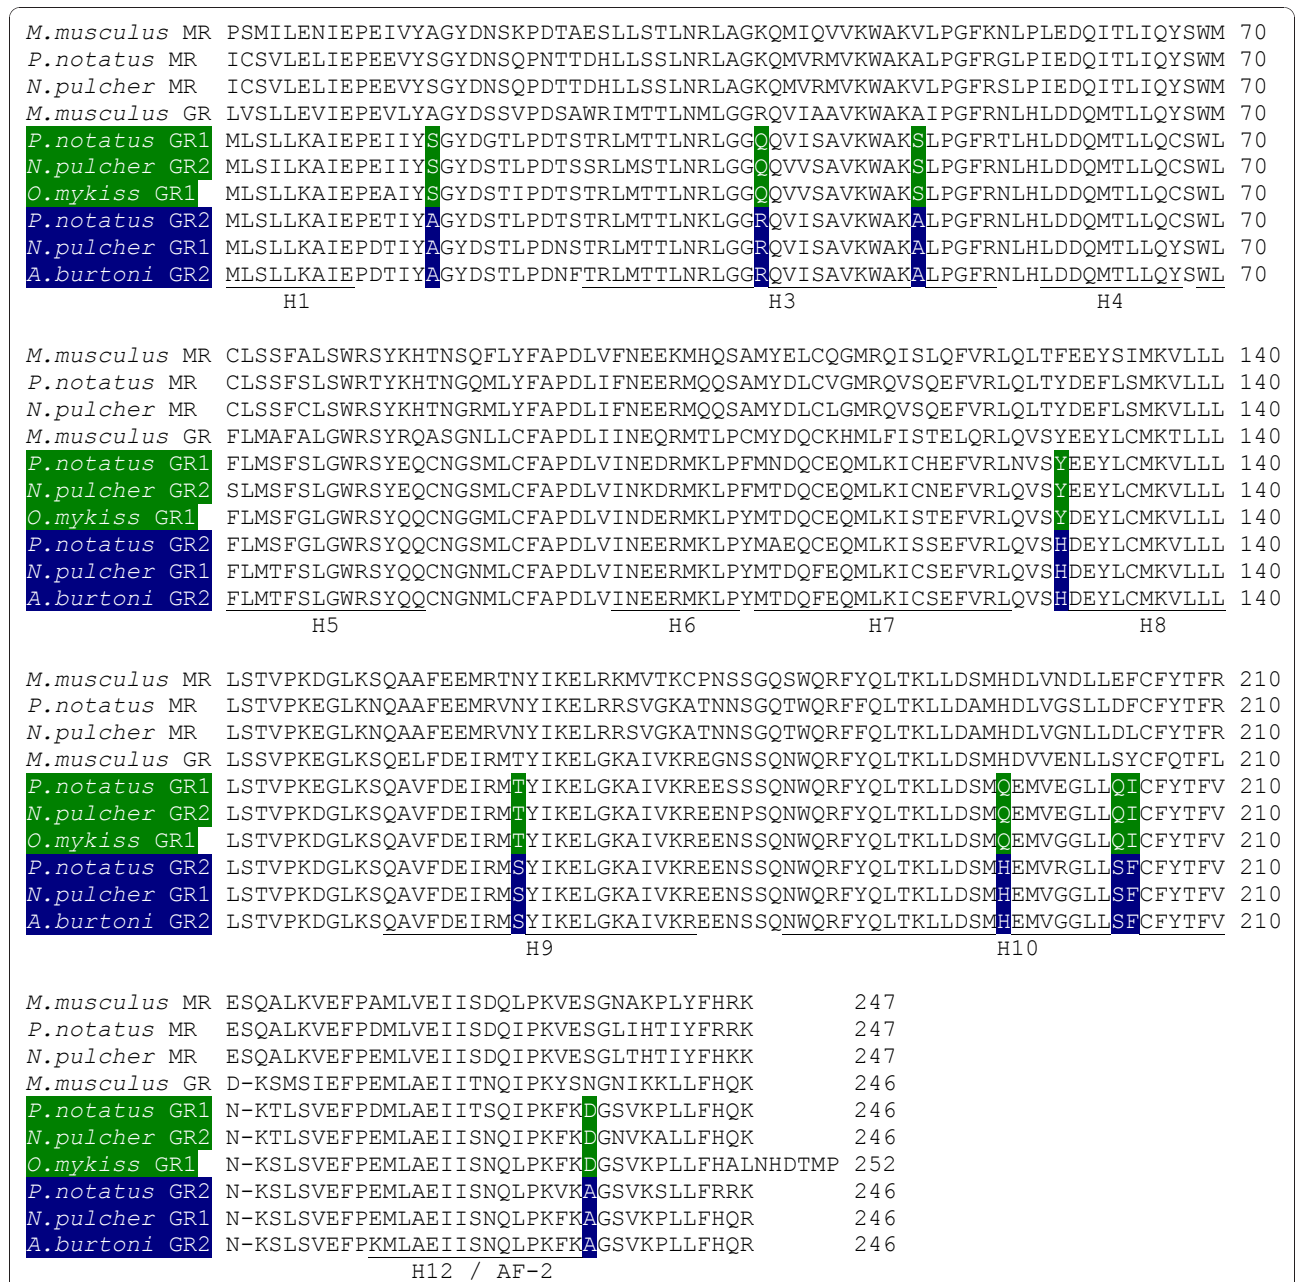 M.musculus MR PSMILENIEPEIVYAGYDNSKPDTAESLLSTLNRLAGKQMIQVVKWAKVLPGFKNLPLEDQITLIQYSWM 70
P.notatus MR ICSVLELIEPEEVYSGYDNSQPNTTDHLLSSLNRLAGKQMVRMVKWAKALPGFRGLPIEDQITLIQYSWM 70
N.pulcher MR ICSVLELIEPEEVYSGYDNSQPDTTDHLLSSLNRLAGKQMVRMVKWAKALPGFRSLPIEDQITLIQYSWM 70
M.musculus GR LVSLLEVIEPEVLYAGYDSSVPDSAWRIMTTLNMLGGRQVIAAVKWAKAIPGFRNLHLDDQMTLLQYSWM 70
P.notatus GR1 MLSLLKAIEPEIIYSGYDGTLPDTSTRLMTTLNRLGGQQVISAVKWAKSLPGFRTLHLDDQMTLLQCSWL 70
N.pulcher GR2 MLSILKAIEPEIIYSGYDSTLPDTSSRLMSTLNRLGGQQVVSAVKWAKSLPGFRNLHLDDQMTLLQCSWL 70
O.mykiss GR1 MLSLLKAIEPEAIYSGYDSTIPDTSTRLMTTLNRLGGQQVVSAVKWAKSLPGFRNLHLDDQMTLLQCSWL 70
P.notatus GR2 MLSLLKAIEPETIYAGYDSTLPDTSTRLMTTLNKLGGRQVISAVKWAKALPGFRNLHLDDQMTLLQCSWL 70
N.pulcher GR1 MLSLLKAIEPDTIYAGYDSTLPDNSTRLMTTLNRLGGRQVISAVKWAKALPGFRNLHLDDQMTLLQYSWL 70
A.burtoni GR2 MLSLLKAIEPDTIYAGYDSTLPDNFTRLMTTLNRLGGRQVISAVKWAKALPGFRNLHLDDQMTLLQYSWL 70
H1 H3 H4
M.musculus MR CLSSFALSWRSYKHTNSQFLYFAPDLVFNEEKMHQSAMYELCQGMRQISLQFVRLQLTFEEYSIMKVLLL 140
P.notatus MR CLSSFSLSWRTYKHTNGQMLYFAPDLIFNEERMQQSAMYDLCVGMRQVSQEFVRLQLTYDEFLSMKVLLL 140
N.pulcher MR CLSSFCLSWRSYKHTNGRMLYFAPDLIFNEERMQQSAMYDLCLGMRQVSQEFVRLQLTYDEFLSMKVLLL 140
M.musculus GR FLMAFALGWRSYRQASGNLLCFAPDLIINEQRMTLPCMYDQCKHMLFISTELQRLQVSYEEYLCMKTLLL 140
P.notatus GR1 FLMSFSLGWRSYEQCNGSMLCFAPDLVINEDRMKLPFMNDQCEQMLKICHEFVRLNVSYEEYLCMKVLLL 140
N.pulcher GR2 SLMSFSLGWRSYEQCNGSMLCFAPDLVINKDRMKLPFMTDQCEQMLKICNEFVRLQVSYEEYLCMKVLLL 140
O.mykiss GR1 FLMSFGLGWRSYQQCNGGMLCFAPDLVINDERMKLPYMTDQCEQMLKISTEFVRLQVSYDEYLCMKVLLL 140
P.notatus GR2 FLMSFGLGWRSYQQCNGSMLCFAPDLVINEERMKLPYMAEQCEQMLKISSEFVRLQVSHDEYLCMKVLLL 140
N.pulcher GR1 FLMTFSLGWRSYQQCNGNMLCFAPDLVINEERMKLPYMTDQFEQMLKICSEFVRLQVSHDEYLCMKVLLL 140
A.burtoni GR2 FLMTFSLGWRSYQQCNGNMLCFAPDLVINEERMKLPYMTDQFEQMLKICSEFVRLQVSHDEYLCMKVLLL 140
H5 H6 H7 H8
M.musculus MR LSTVPKDGLKSQAAFEEMRTNYIKELRKMVTKCPNSSGQSWQRFYQLTKLLDSMHDLVNDLLEFCFYTFR 210
P.notatus MR LSTVPKEGLKNQAAFEEMRVNYIKELRRSVGKATNNSGQTWQRFFQLTKLLDAMHDLVGSLLDFCFYTFR 210
N.pulcher MR LSTVPKEGLKNQAAFEEMRVNYIKELRRSVGKATNNSGQTWQRFFQLTKLLDAMHDLVGNLLDLCFYTFR 210
M.musculus GR LSSVPKEGLKSQELFDEIRMTYIKELGKAIVKREGNSSQNWQRFYQLTKLLDSMHDVVENLLSYCFQTFL 210
P.notatus GR1 LSTVPKEGLKSQAVFDEIRMTYIKELGKAIVKREESSSQNWQRFYQLTKLLDSMQEMVEGLLQICFYTFV 210
N.pulcher GR2 LSTVPKEGLKSQAVFDEIRMTYIKELGKAIVKREENPSQNWQRFYQLTKLLDSMQEMVEGLLQICFYTFV 210
O.mykiss GR1 LSTVPKDGLKSQAVFDEIRMTYIKELGKAIVKREENSSQNWQRFYQLTKLLDSMQEMVGGLLQICFYTFV 210
P.notatus GR2 LSTVPKDGLKSQAVFDEIRMSYIKELGKAIVKREENSSQNWQRFYQLTKLLDSMHEMVRGLLSFCFYTFV 210
N.pulcher GR1 LSTVPKDGLKSQAVFDEIRMSYIKELGKAIVKREENSSQNWQRFYQLTKLLDSMHEMVGGLLSFCFYTFV 210
A.burtoni GR2 LSTVPKDGLKSQAVFDEIRMSYIKELGKAIVKREENSSQNWQRFYQLTKLLDSMHEMVGGLLSFCFYTFV 210
H9 H10
M.musculus MR ESQALKVEFPAMLVEIISDQLPKVESGNAKPLYFHRK 247
P.notatus MR ESQALKVEFPDMLVEIISDQIPKVESGLIHTIYFRRK 247
N.pulcher MR ESQALKVEFPEMLVEIISDQIPKVESGLTHTIYFHKK 247
M.musculus GR D-KSMSIEFPEMLAEIITNQIPKYSNGNIKKLLFHQK 246
P.notatus GR1 N-KTLSVEFPDMLAEIITSQIPKFKDGSVKPLLFHQK 246
N.pulcher GR2 N-KTLSVEFPEMLAEIISNQIPKFKDGNVKALLFHQK 246
O.mykiss GR1 N-KSLSVEFPEMLAEIISNQLPKFKDGSVKPLLFHALNHDTMP 252
P.notatus GR2 N-KSLSVEFPEMLAEIISNQLPKVKAGSVKSLLFRRK 246
N.pulcher GR1 N-KSLSVEFPEMLAEIISNQLPKFKAGSVKPLLFHQR 246
A.burtoni GR2 N-KSLSVEFPKMLAEIISNQLPKFKAGSVKPLLFHQR 246
H12 / AF-2